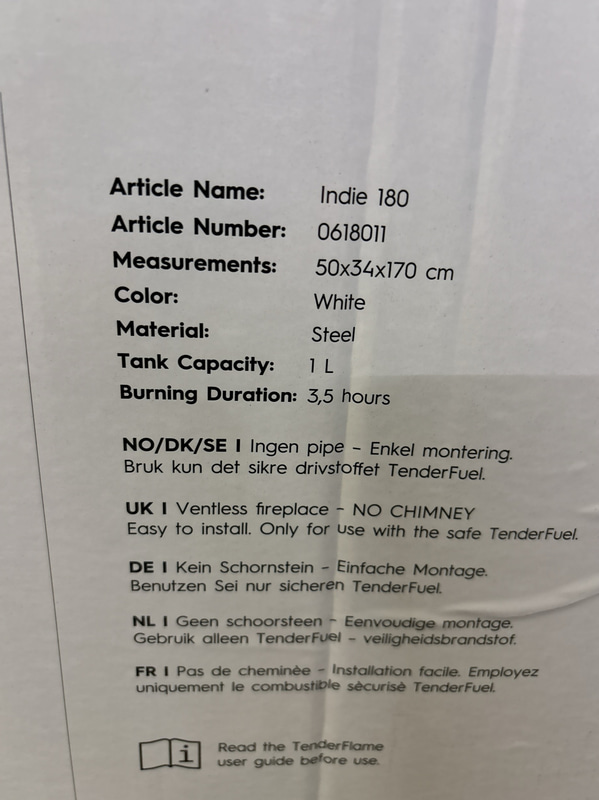 Article Name: Indie 180
Article Number: 0618011
Measurements: 50x34x170 cm
Color: White
Material: Steel
Tank Capacity: 1 L
Burning Duration: 3,5 hours
NO/DK/SE I Ingen pipe - Enkel montering.
Bruk kun det sikre drivstoffet TenderFuel.
UK I Ventless fireplace - NO CHIMNEY
Easy to install. Only for use with the safe TenderFuel.
DE I Kein Schornstein - Einfache Montage.
Benutzen Sei nur sicheren TenderFuel.
NL I Geen schoorsteen - Eenvoudige montage.
Gebruik alleen TenderFuel - veiligheidsbrandstof.
FR I Pas de cheminèe - Installation facile. Employez
uniquement le combustible sècurisè TenderFuel.
i Read the TenderFlame
user guide before use.